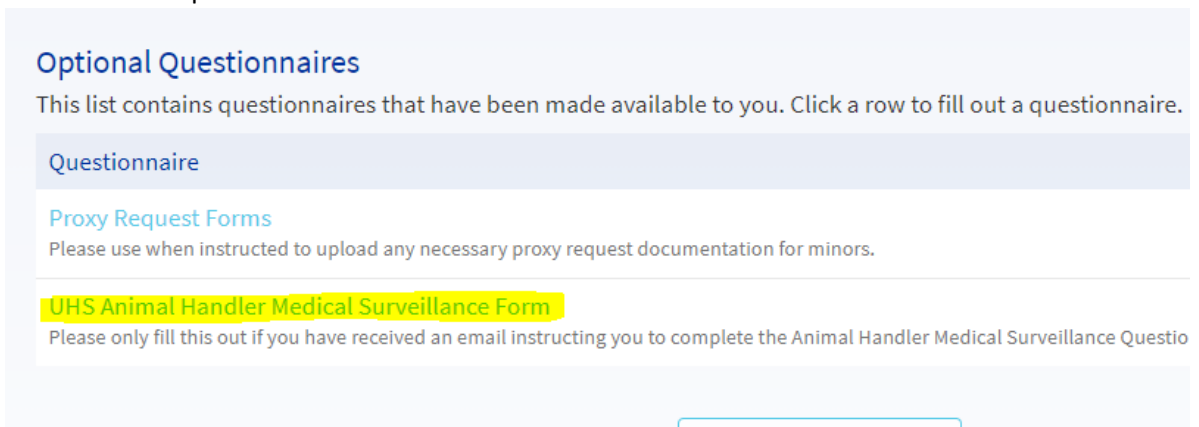 Optional Questionnaires
This list contains questionnaires that have been made available to you. Click a row to fill out a questionnaire.
Questionnaire
Proxy Request Forms
Please use when instructed to upload any necessary proxy request documentation for minors.
UHS Animal Handler Medical Surveillance Form
Please only fill this out if you have received an email instructing you to complete the Animal Handler Medical Surveillance Questio